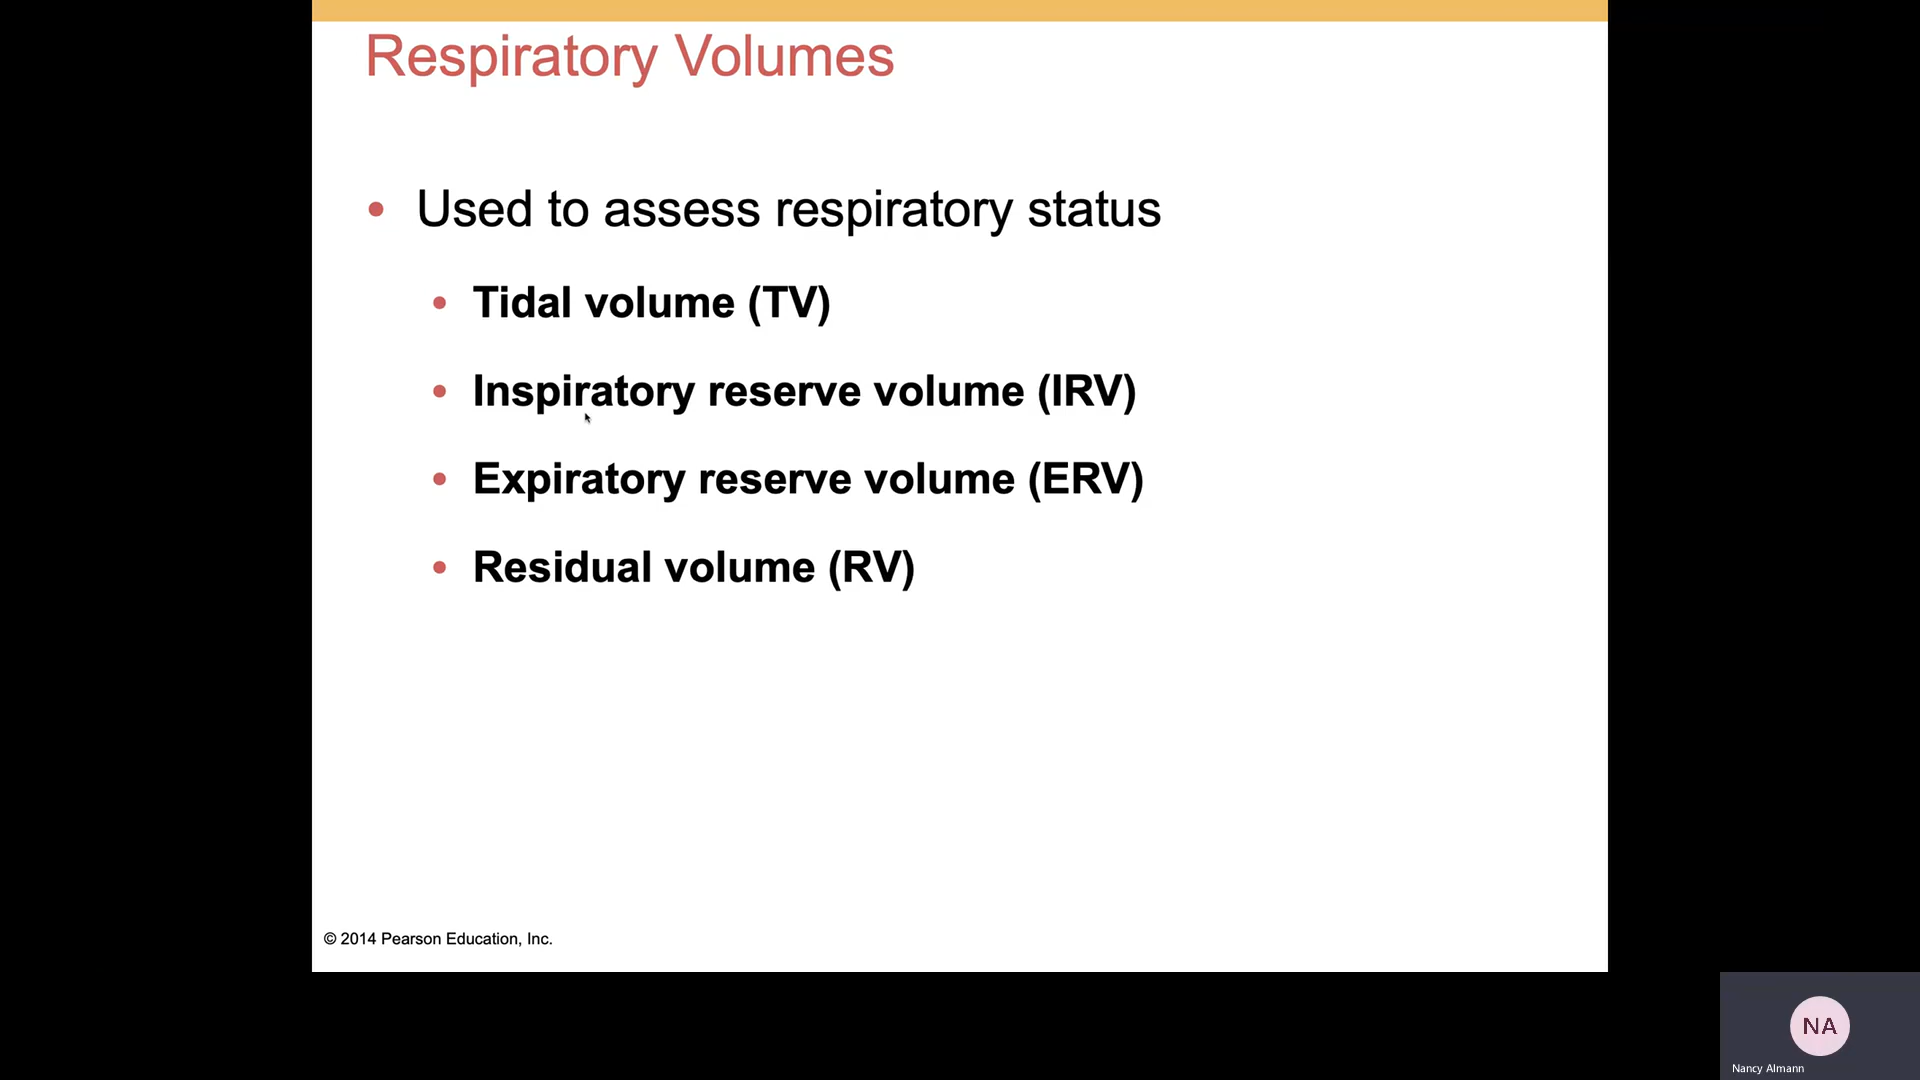 Respiratory Volumes
• Used to assess respiratory status
• Tidal volume (TV)
• Inspiratory reserve volume (IRV)
• Expiratory reserve volume (ERV)
• Residual volume (RV)
© 2014 Pearson Education, Inc.
NA
Nancy Almann